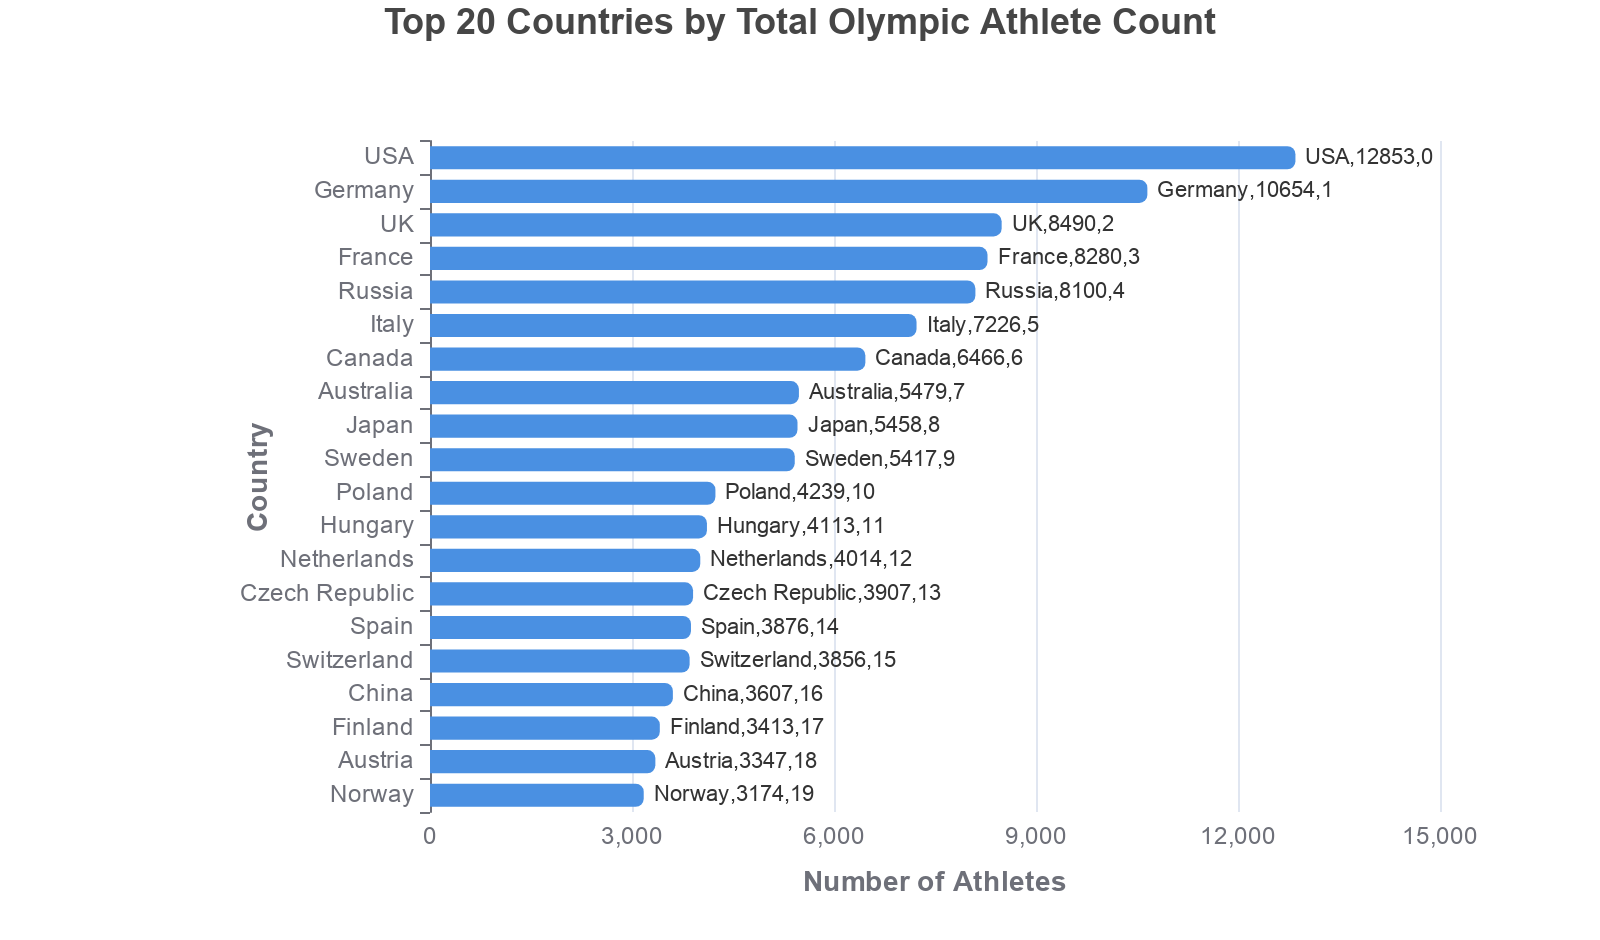 Top 20 Countries by Total Olympic Athlete Count
Country
USA USA,12853,0
Germany Germany,10654,1
UK UK,8490,2
France France,8280,3
Russia Russia,8100,4
Italy Italy,7226,5
Canada Canada,6466,6
Australia Australia,5479,7
Japan Japan,5458,8
Sweden Sweden,5417,9
Poland Poland,4239,10
Hungary Hungary,4113,11
Netherlands Netherlands,4014,12
Czech Republic Czech Republic,3907,13
Spain Spain,3876,14
Switzerland Switzerland,3856,15
China China,3607,16
Finland Finland,3413,17
Austria Austria,3347,18
Norway Norway,3174,19
0 3,000 6,000 9,000 12,000 15,000
Number of Athletes